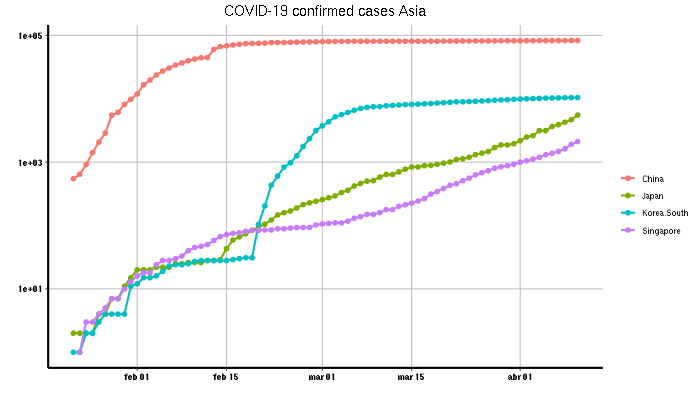 COVID-19 confirmed cases Asia
1e+05
1e+03
1e+01
feb 01
feb 15
mar 01
mar 15
abr 01
China
Japan
Korea.South
Singapore